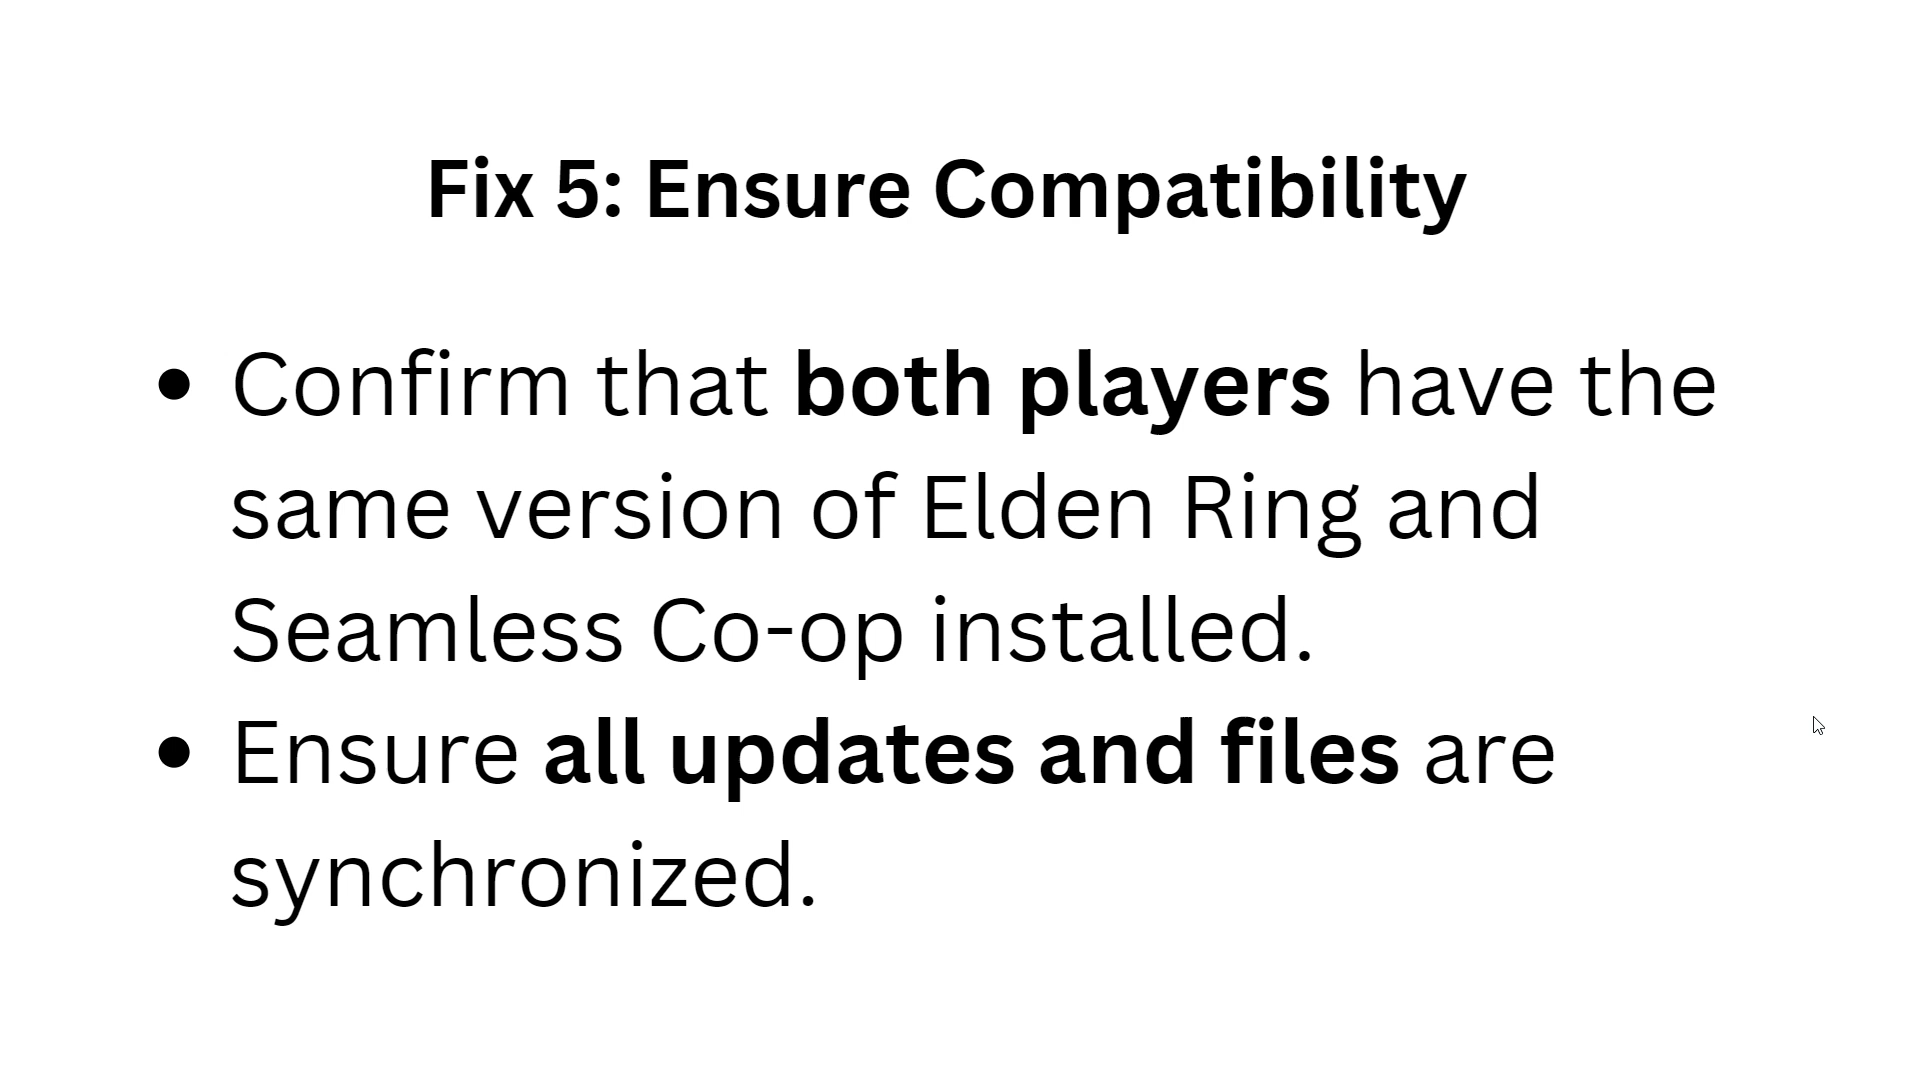 Fix 5: Ensure Compatibility
• Confirm that both players have the
same version of Elden Ring and
Seamless Co-op installed.
• Ensure all updates and files are
synchronized.